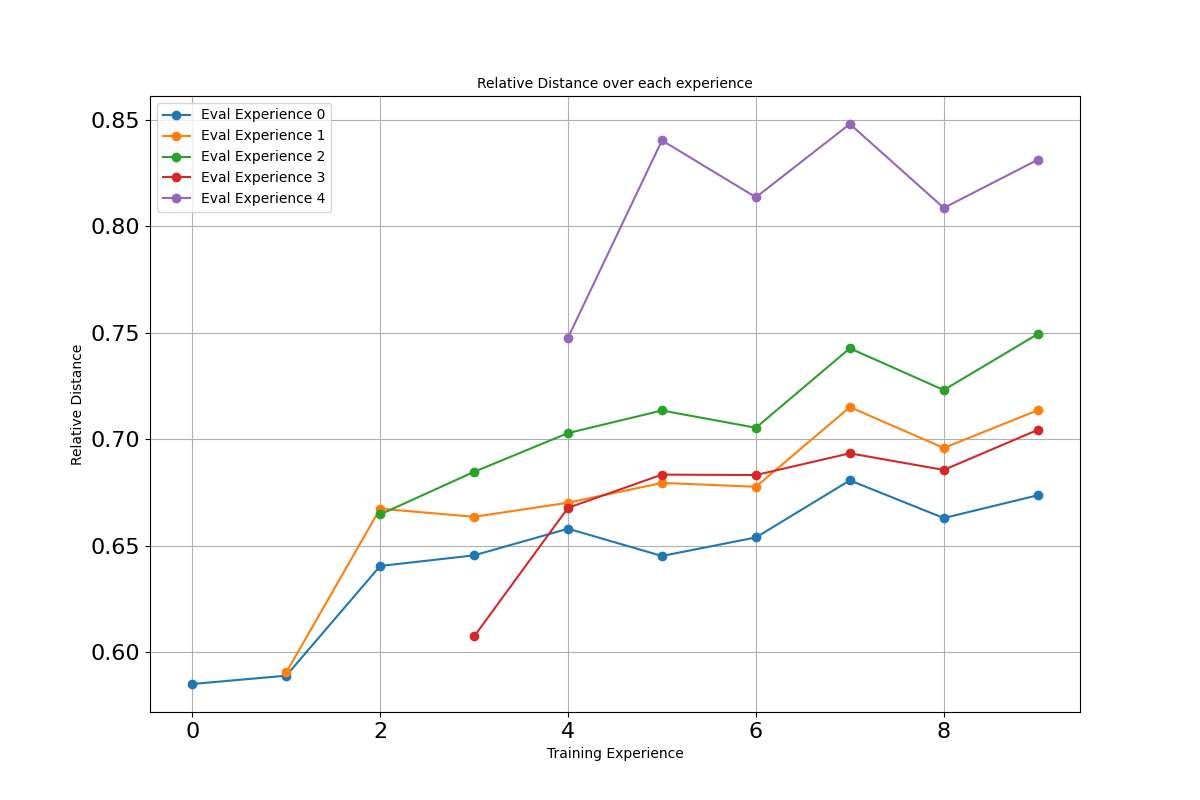 Relative Distance over each experience
Eval Experience 0
Eval Experience 1
Eval Experience 2
Eval Experience 3
Eval Experience 4
0.85
0.80
0.75
0.70
0.65
0.60
Relative Distance
0 2 4 6 8
Training Experience